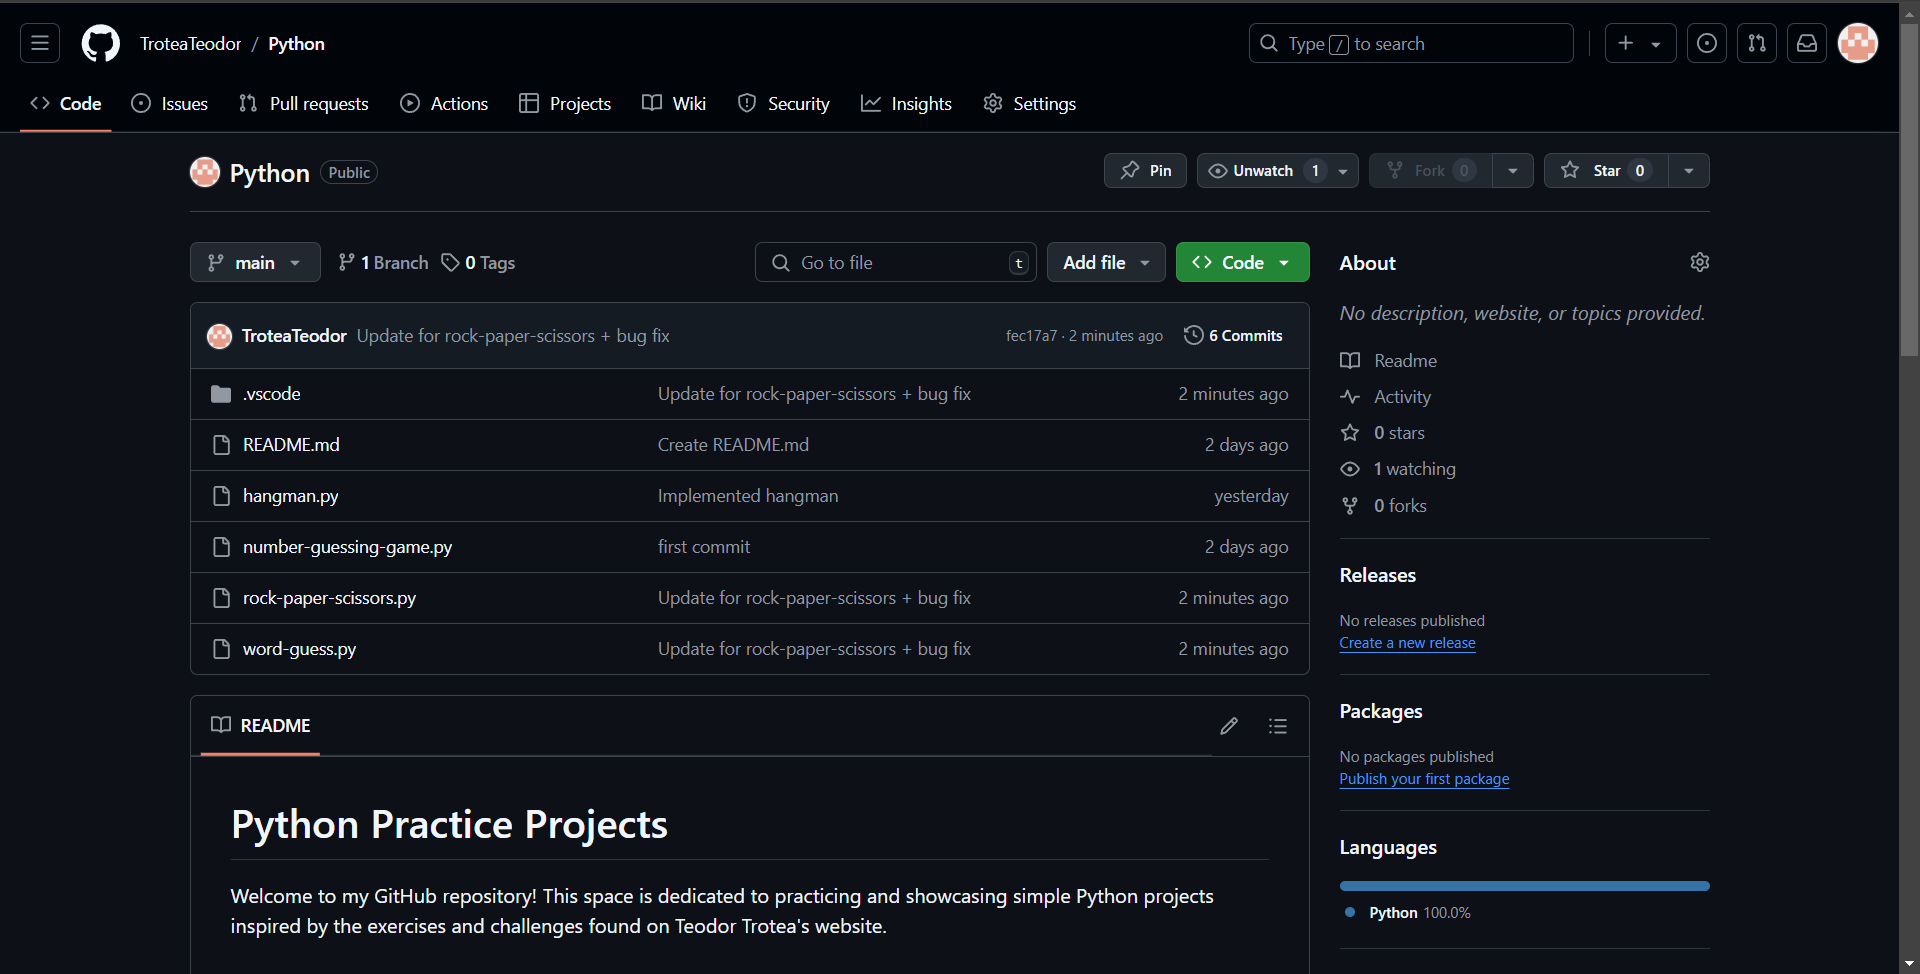 TroteaTeodor / Python
Type / to search
Code Issues Pull requests Actions Projects Wiki Security Insights Settings
Python Public
Pin Unwatch 1 Fork 0 Star 0
main 1 Branch 0 Tags Go to file t Add file Code
TroteaTeodor Update for rock-paper-scissors + bug fix fec17a7 · 2 minutes ago 6 Commits
.vscode Update for rock-paper-scissors + bug fix 2 minutes ago
README.md Create README.md 2 days ago
hangman.py Implemented hangman yesterday
number-guessing-game.py first commit 2 days ago
rock-paper-scissors.py Update for rock-paper-scissors + bug fix 2 minutes ago
word-guess.py Update for rock-paper-scissors + bug fix 2 minutes ago
README
Python Practice Projects
Welcome to my GitHub repository! This space is dedicated to practicing and showcasing simple Python projects
inspired by the exercises and challenges found on Teodor Trotea's website.
About
No description, website, or topics provided.
Readme
Activity
0 stars
1 watching
0 forks
Releases
No releases published
Create a new release
Packages
No packages published
Publish your first package
Languages
Python 100.0%